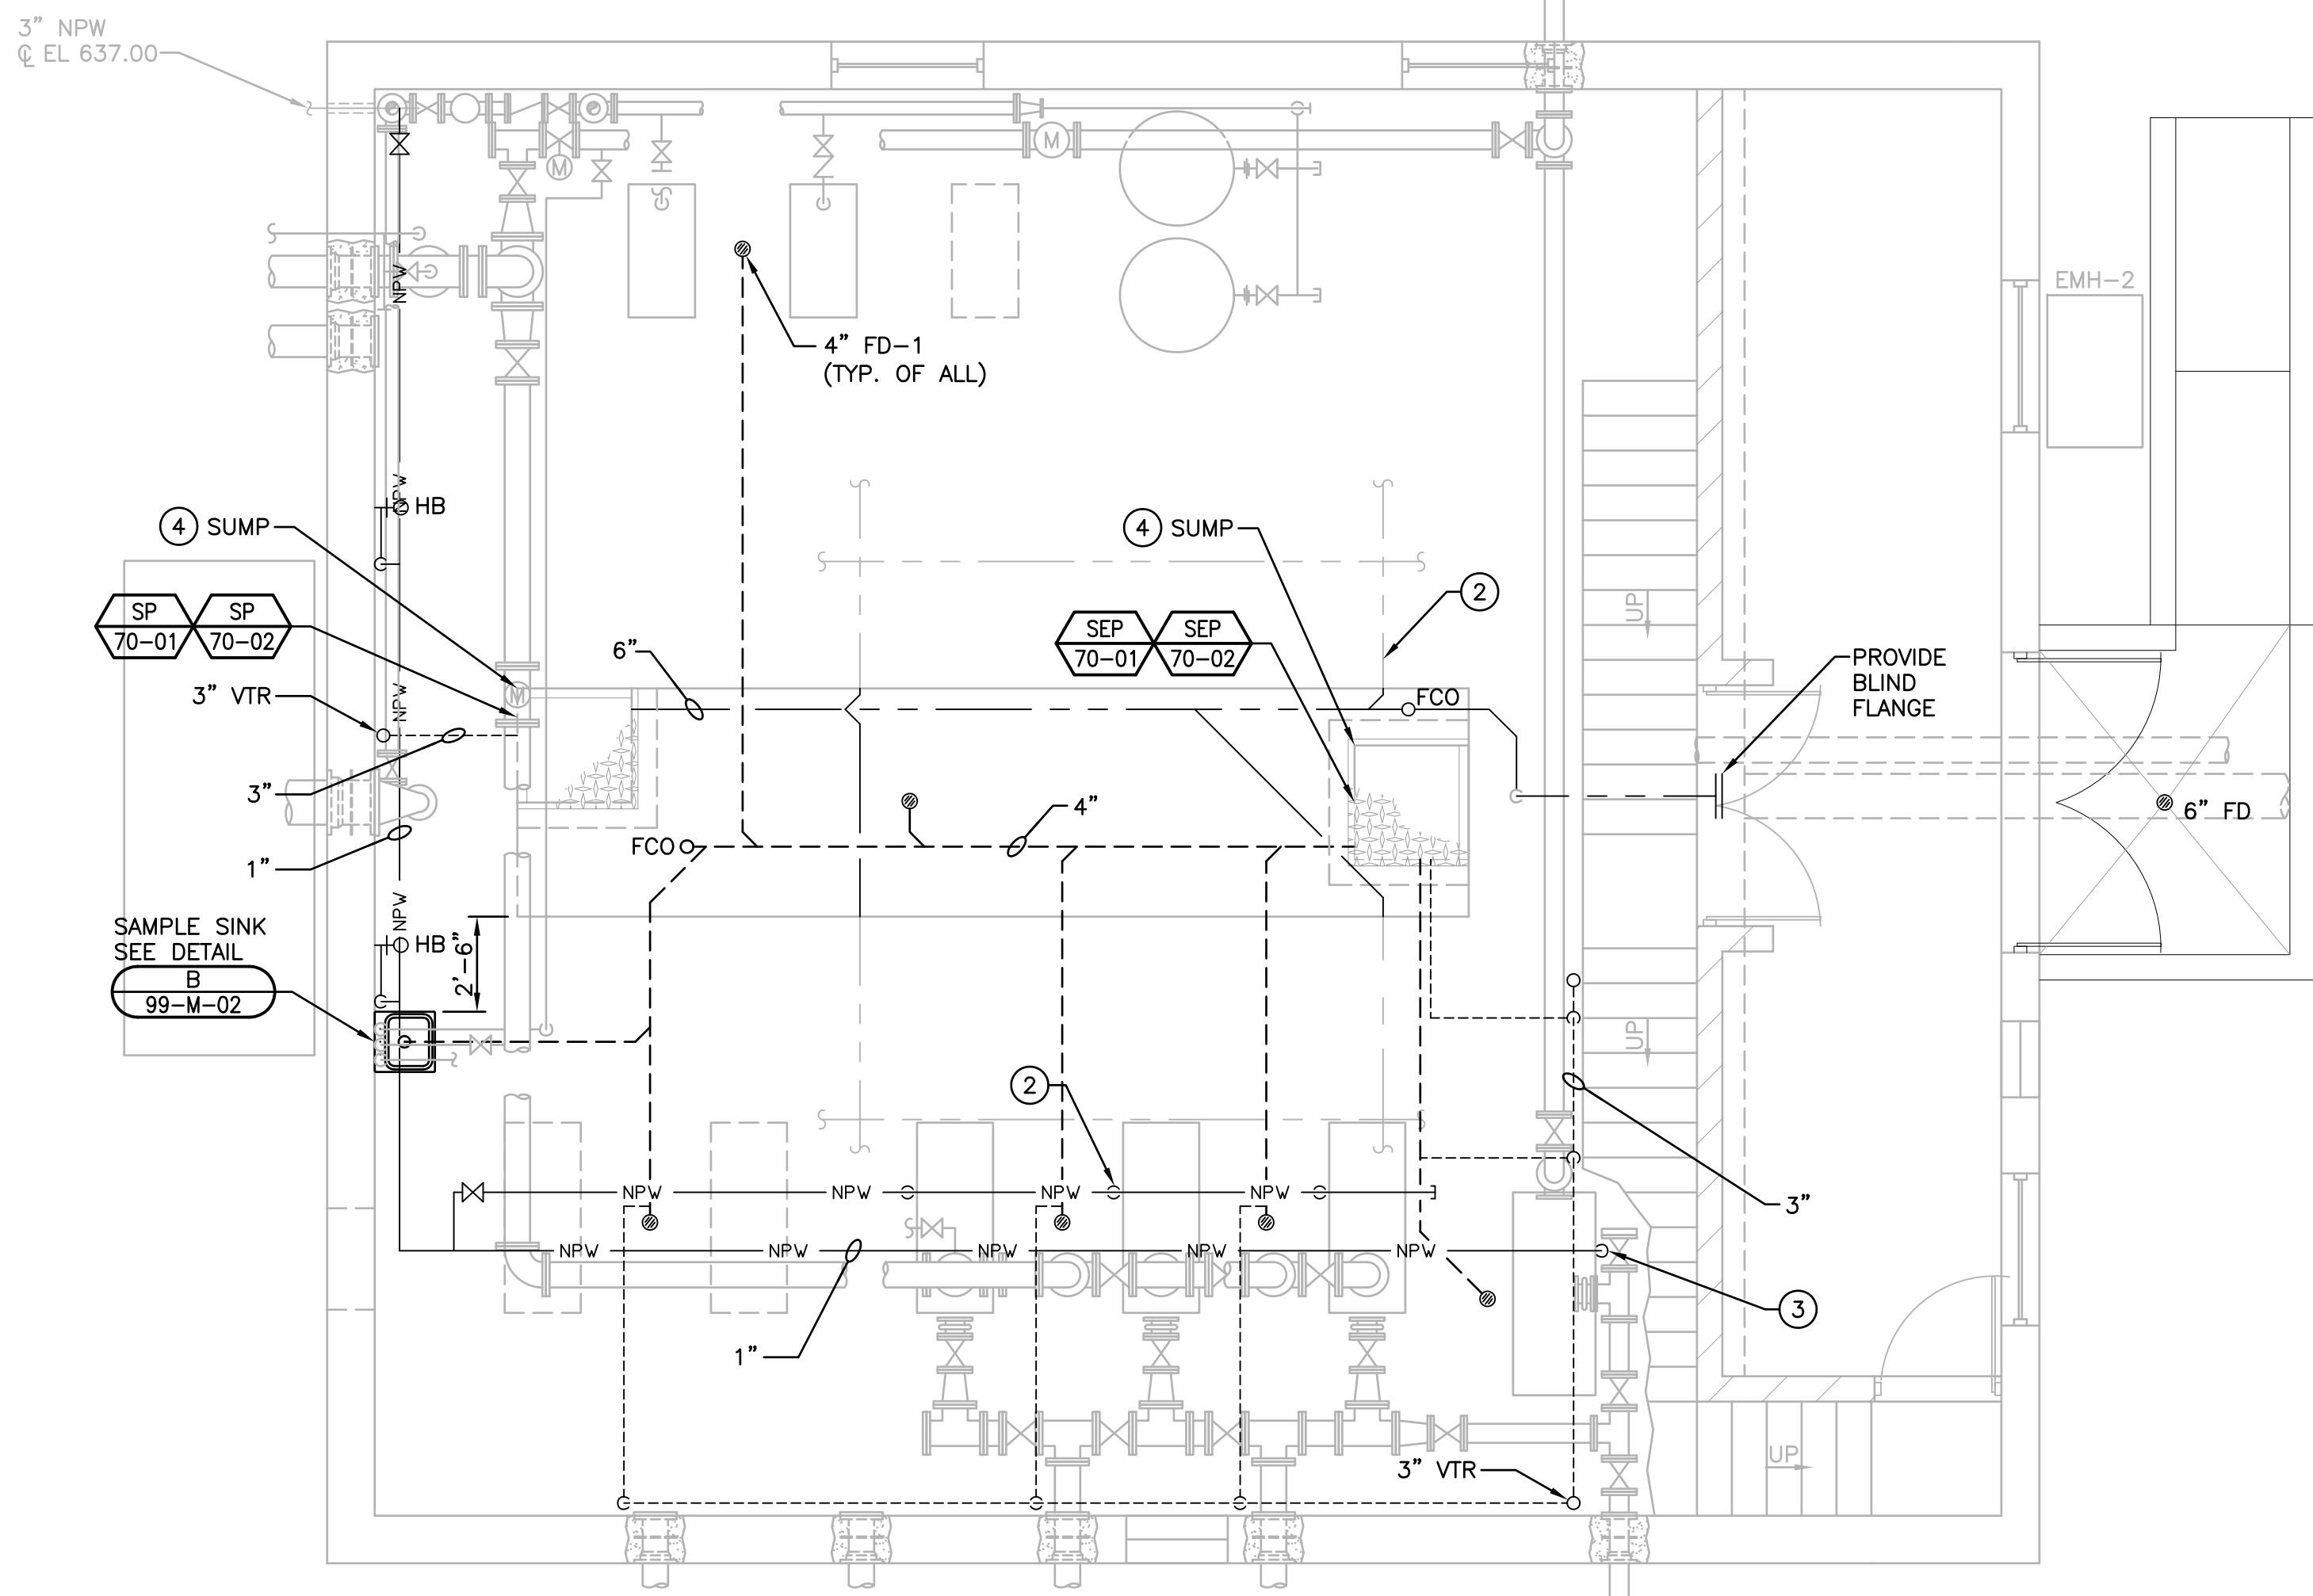 3” NPW
℄ EL 637.00
M
M
4” FD-1
(TYP. OF ALL)
EMH-2
NPW
NPW
HB
4 SUMP
4 SUMP
2
UP
SP
70-01
SP
70-02
SEP
70-01
SEP
70-02
6”
PROVIDE
BLIND
FLANGE
3” VTR
NPW
M
FCO
3”
4”
6” FD
FCO
1”
NPW
SAMPLE SINK
SEE DETAIL
B
99-M-02
HB
2’-6”
UP
2
NPW
NPW
NPW
NPW
3”
NPW
NPW
NPW
NPW
NPW
3
1”
3” VTR
UP